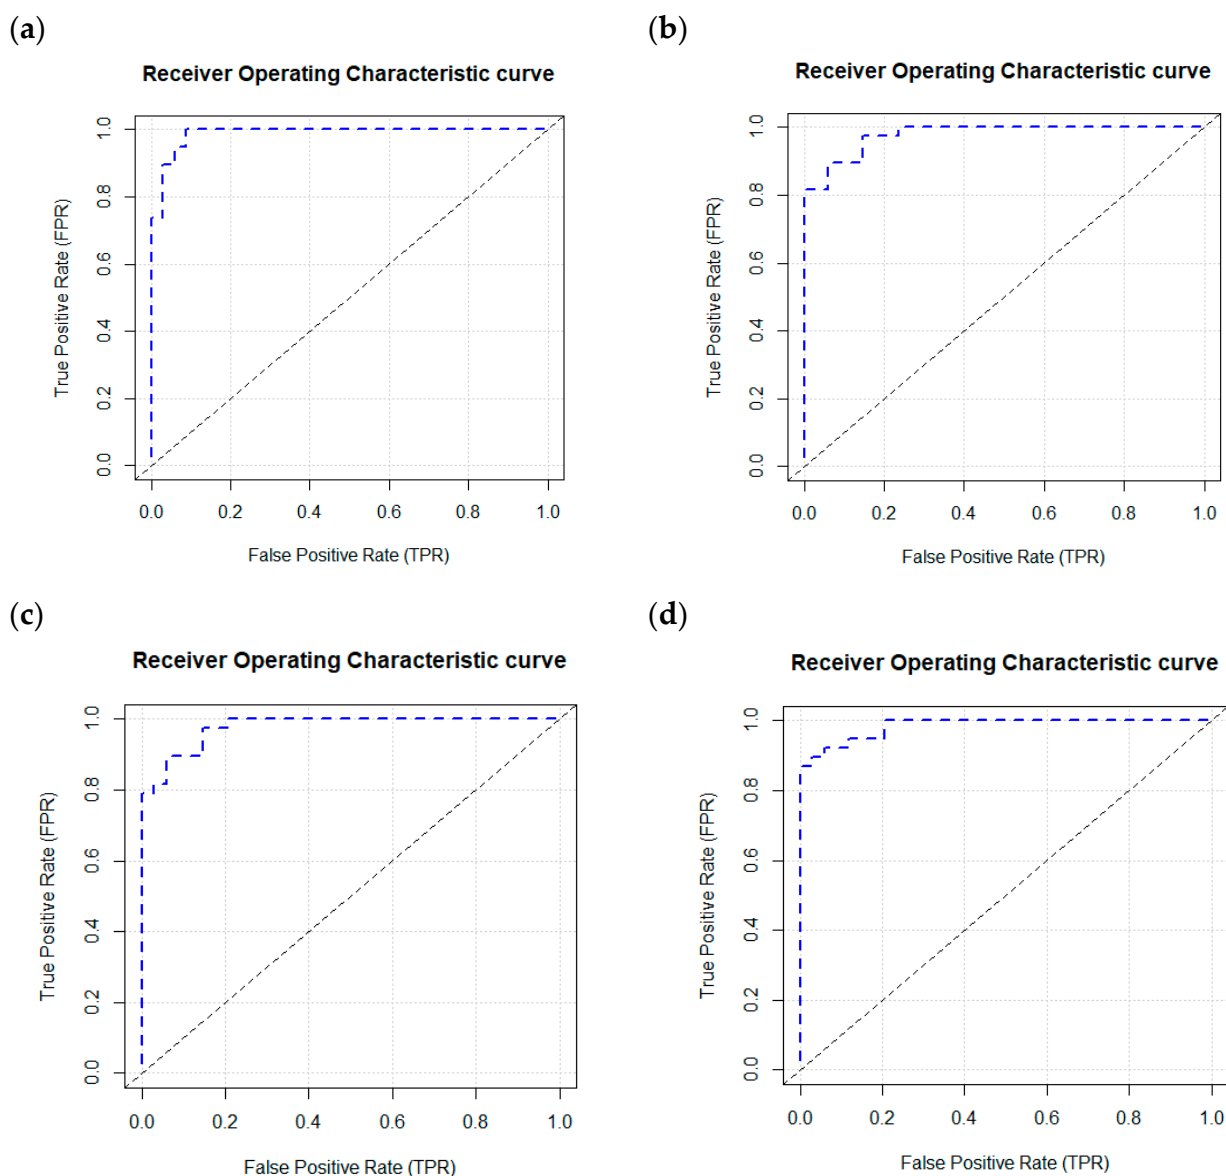 (a)
Receiver Operating Characteristic curve
True Positive Rate (FPR)
1.0
0.8
0.6
0.4
0.2
0.0
0.0 0.2 0.4 0.6 0.8 1.0
False Positive Rate (TPR)
(b)
Receiver Operating Characteristic curve
True Positive Rate (FPR)
1.0
0.8
0.6
0.4
0.2
0.0
0.0 0.2 0.4 0.6 0.8 1.0
False Positive Rate (TPR)
(c)
Receiver Operating Characteristic curve
True Positive Rate (FPR)
1.0
0.8
0.6
0.4
0.2
0.0
0.0 0.2 0.4 0.6 0.8 1.0
False Positive Rate (TPR)
(d)
Receiver Operating Characteristic curve
True Positive Rate (FPR)
1.0
0.8
0.6
0.4
0.2
0.0
0.0 0.2 0.4 0.6 0.8 1.0
False Positive Rate (TPR)